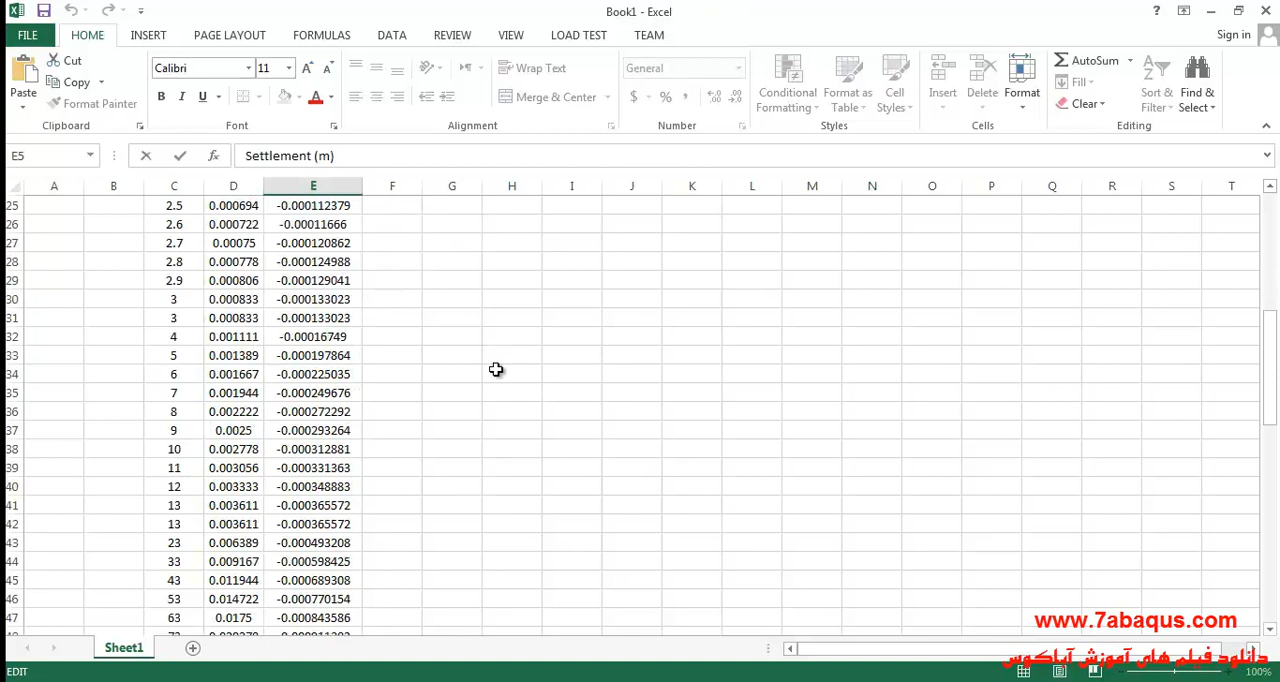 Book1 - Excel
?
FILE HOME INSERT PAGE LAYOUT FORMULAS DATA REVIEW VIEW LOAD TEST TEAM Sign in
Paste
Cut
Copy
Format Painter
Clipboard
Calibri 11
B I U
Font
Wrap Text
Merge & Center
Alignment
General
$ % ,
Number
Conditional Formatting
Format as Table
Cell Styles
Styles
Insert
Delete
Format
Cells
AutoSum
Fill
Clear
Sort & Filter
Find & Select
Editing
E5 fx Settlement (m)
A B C D E F G H I J K L M N O P Q R S T
25 2.5 0.000694 -0.000112379
26 2.6 0.000722 -0.00011666
27 2.7 0.00075 -0.000120862
28 2.8 0.000778 -0.000124988
29 2.9 0.000806 -0.000129041
30 3 0.000833 -0.000133023
31 3 0.000833 -0.000133023
32 4 0.001111 -0.00016749
33 5 0.001389 -0.000197864
34 6 0.001667 -0.000225035
35 7 0.001944 -0.000249676
36 8 0.002222 -0.000272292
37 9 0.0025 -0.000293264
38 10 0.002778 -0.000312881
39 11 0.003056 -0.000331363
40 12 0.003333 -0.000348883
41 13 0.003611 -0.000365572
42 13 0.003611 -0.000365572
43 23 0.006389 -0.000493208
44 33 0.009167 -0.000598425
45 43 0.011944 -0.000689308
46 53 0.014722 -0.000770154
47 63 0.0175 -0.000843586
www.7abaqus.com
دانلود فیلم های آموزش آباکوس
Sheet1
EDIT 100%